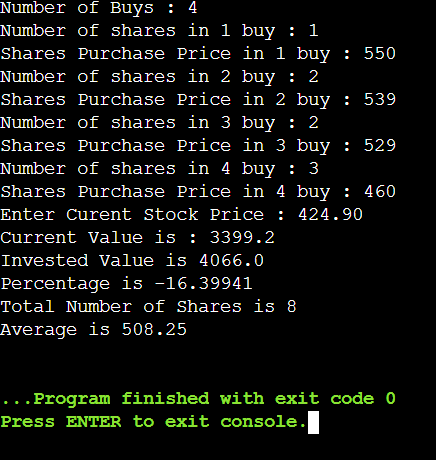 Number of Buys : 4
Number of shares in 1 buy : 1
Shares Purchase Price in 1 buy : 550
Number of shares in 2 buy : 2
Shares Purchase Price in 2 buy : 539
Number of shares in 3 buy : 2
Shares Purchase Price in 3 buy : 529
Number of shares in 4 buy : 3
Shares Purchase Price in 4 buy : 460
Enter Curent Stock Price : 424.90
Current Value is : 3399.2
Invested Value is 4066.0
Percentage is -16.39941
Total Number of Shares is 8
Average is 508.25
...Program finished with exit code 0
Press ENTER to exit console.